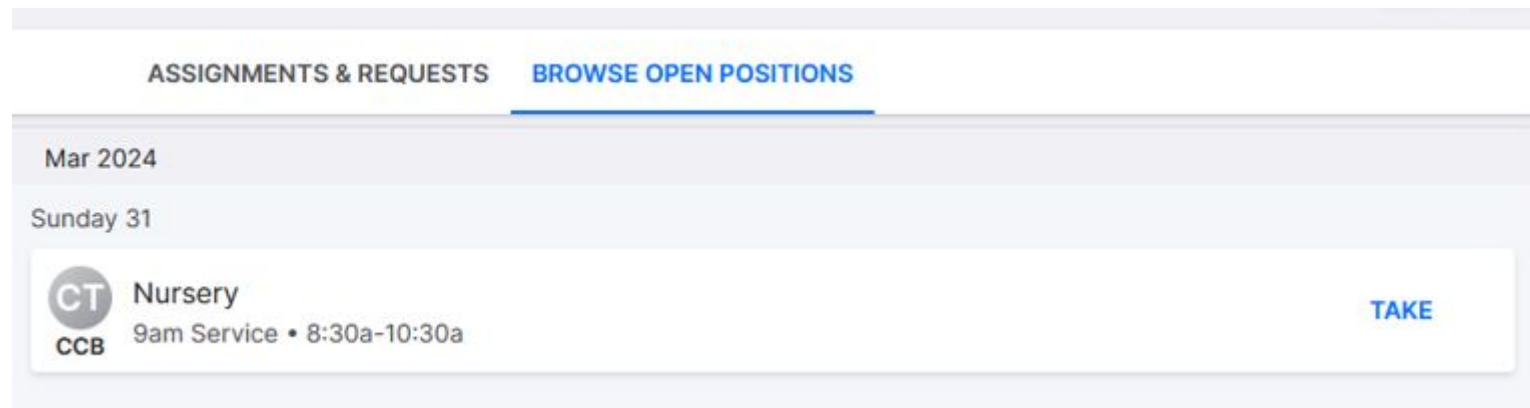 ASSIGNMENTS & REQUESTS BROWSE OPEN POSITIONS
Mar 2024
Sunday 31
CT
CCB
Nursery
9am Service • 8:30a-10:30a
TAKE